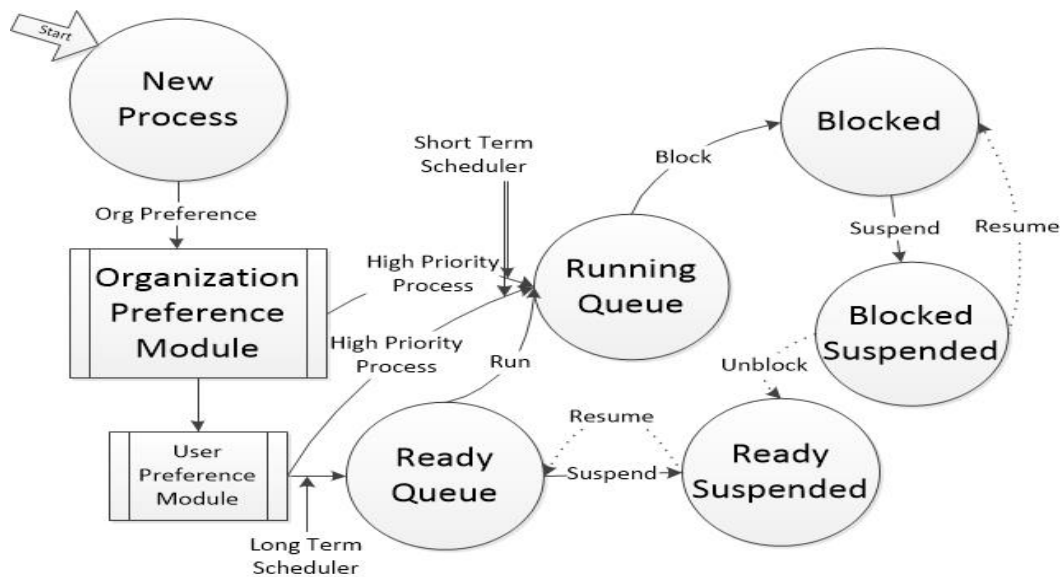 Start
New
Process
Org Preference
Organization
Preference
Module
User
Preference
Module
Short Term
Scheduler
High Priority
Process
High Priority
Process
Run
Long Term
Scheduler
Ready
Queue
Running
Queue
Block
Blocked
Suspend
Resume
Blocked
Suspended
Unblock
Resume
Suspend
Ready
Suspended